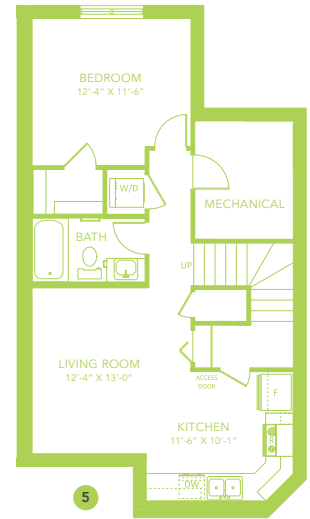 BEDROOM
12'-4" X 11'-6"
W/D
MECHANICAL
BATH
UP
LIVING ROOM
12'-4" X 13'-0"
ACCESS
DOOR
F
KITCHEN
11'-6" X 10'-1"
R
DW
5